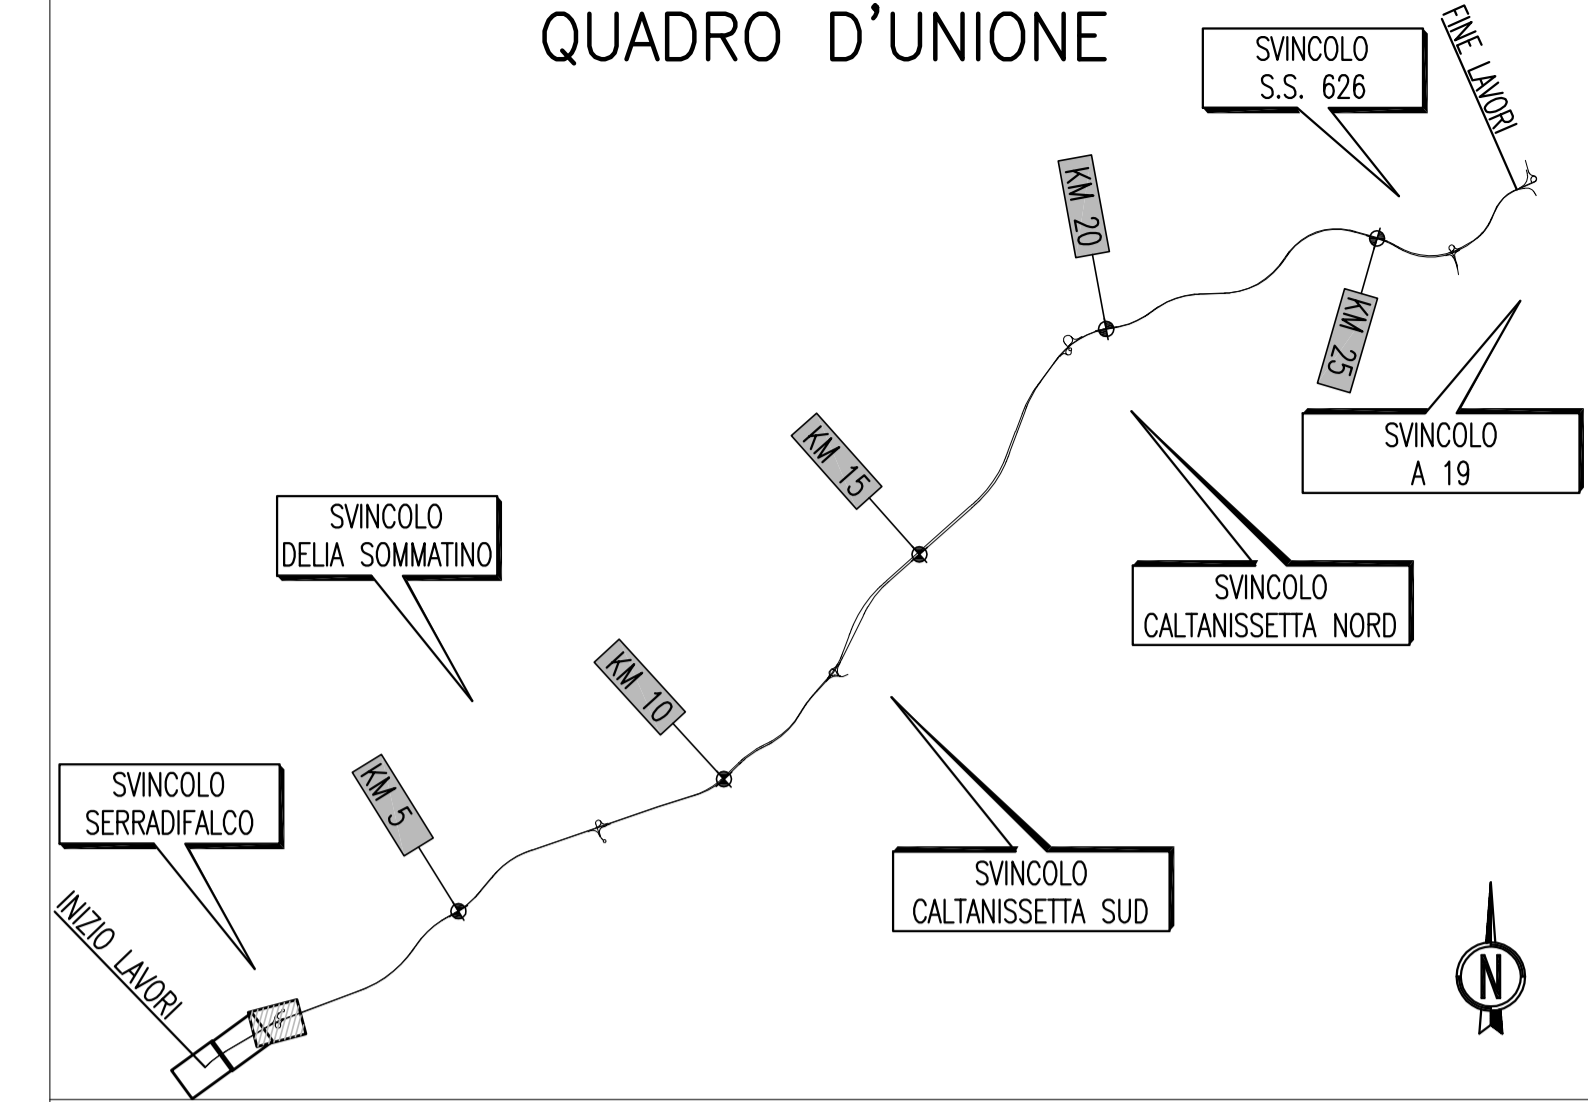 QUADRO D'UNIONE
SVINCOLO
S.S. 626
FINE LAVORI
KM 20
KM 25
SVINCOLO
A 19
KM 15
SVINCOLO
DELIA SOMMATINO
SVINCOLO
CALTANISSETTA NORD
KM 10
KM 5
SVINCOLO
SERRADIFALCO
SVINCOLO
CALTANISSETTA SUD
INIZIO LAVORI
N